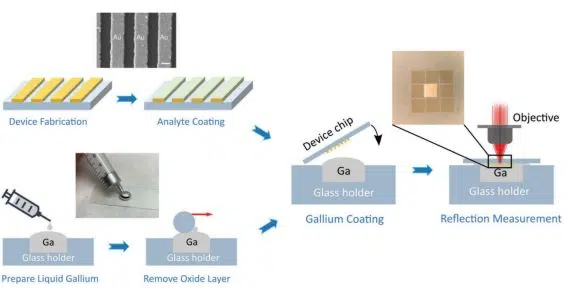 Au
Au
Au
Device Fabrication
Analyte Coating
Device chip
Ga
Glass holder
Gallium Coating
Objective
Ga
Glass holder
Reflection Measurement
Ga
Glass holder
Prepare Liquid Gallium
Ga
Glass holder
Remove Oxide Layer